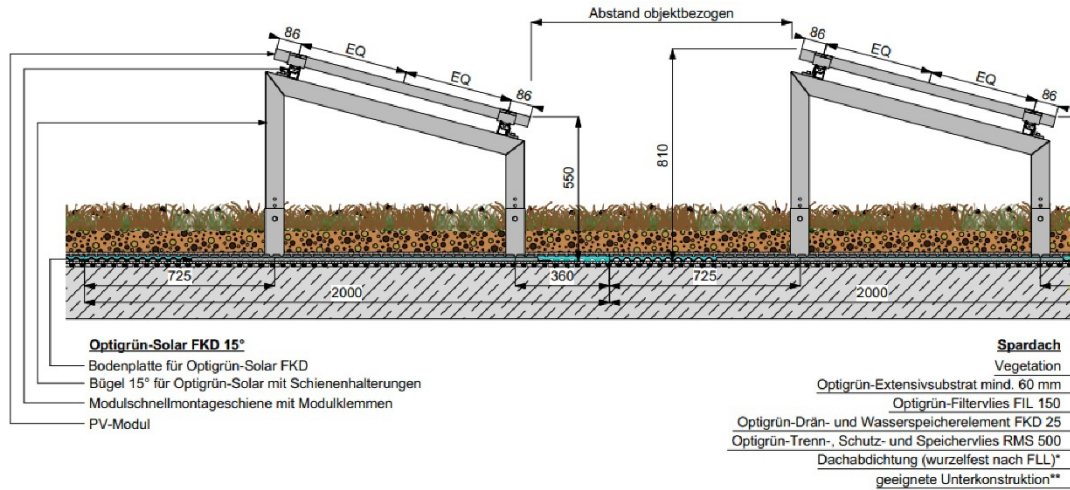 Abstand objektbezogen
86
EQ
EQ
86
86
EQ
EQ
86
550
810
725
360
725
2000
2000
Optigrün-Solar FKD 15°
Bodenplatte für Optigrün-Solar FKD
Bügel 15° für Optigrün-Solar mit Schienenhalterungen
Modulschnellmontageschiene mit Modulklemmen
PV-Modul
Spardach
Vegetation
Optigrün-Extensivsubstrat mind. 60 mm
Optigrün-Filtervlies FIL 150
Optigrün-Drän- und Wasserspeicherelement FKD 25
Optigrün-Trenn-, Schutz- und Speichervlies RMS 500
Dachabdichtung (wurzelfest nach FLL)*
geeignete Unterkonstruktion**